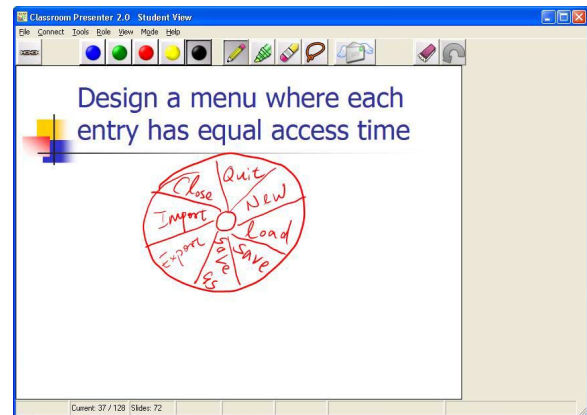 Classroom Presenter 2.0 Student View
File Connect Tools Role View Mode Help
Design a menu where each
entry has equal access time
Quit
New
Load
Save
Save As
Export
Import
Close
Current: 37 / 128 Slides: 72